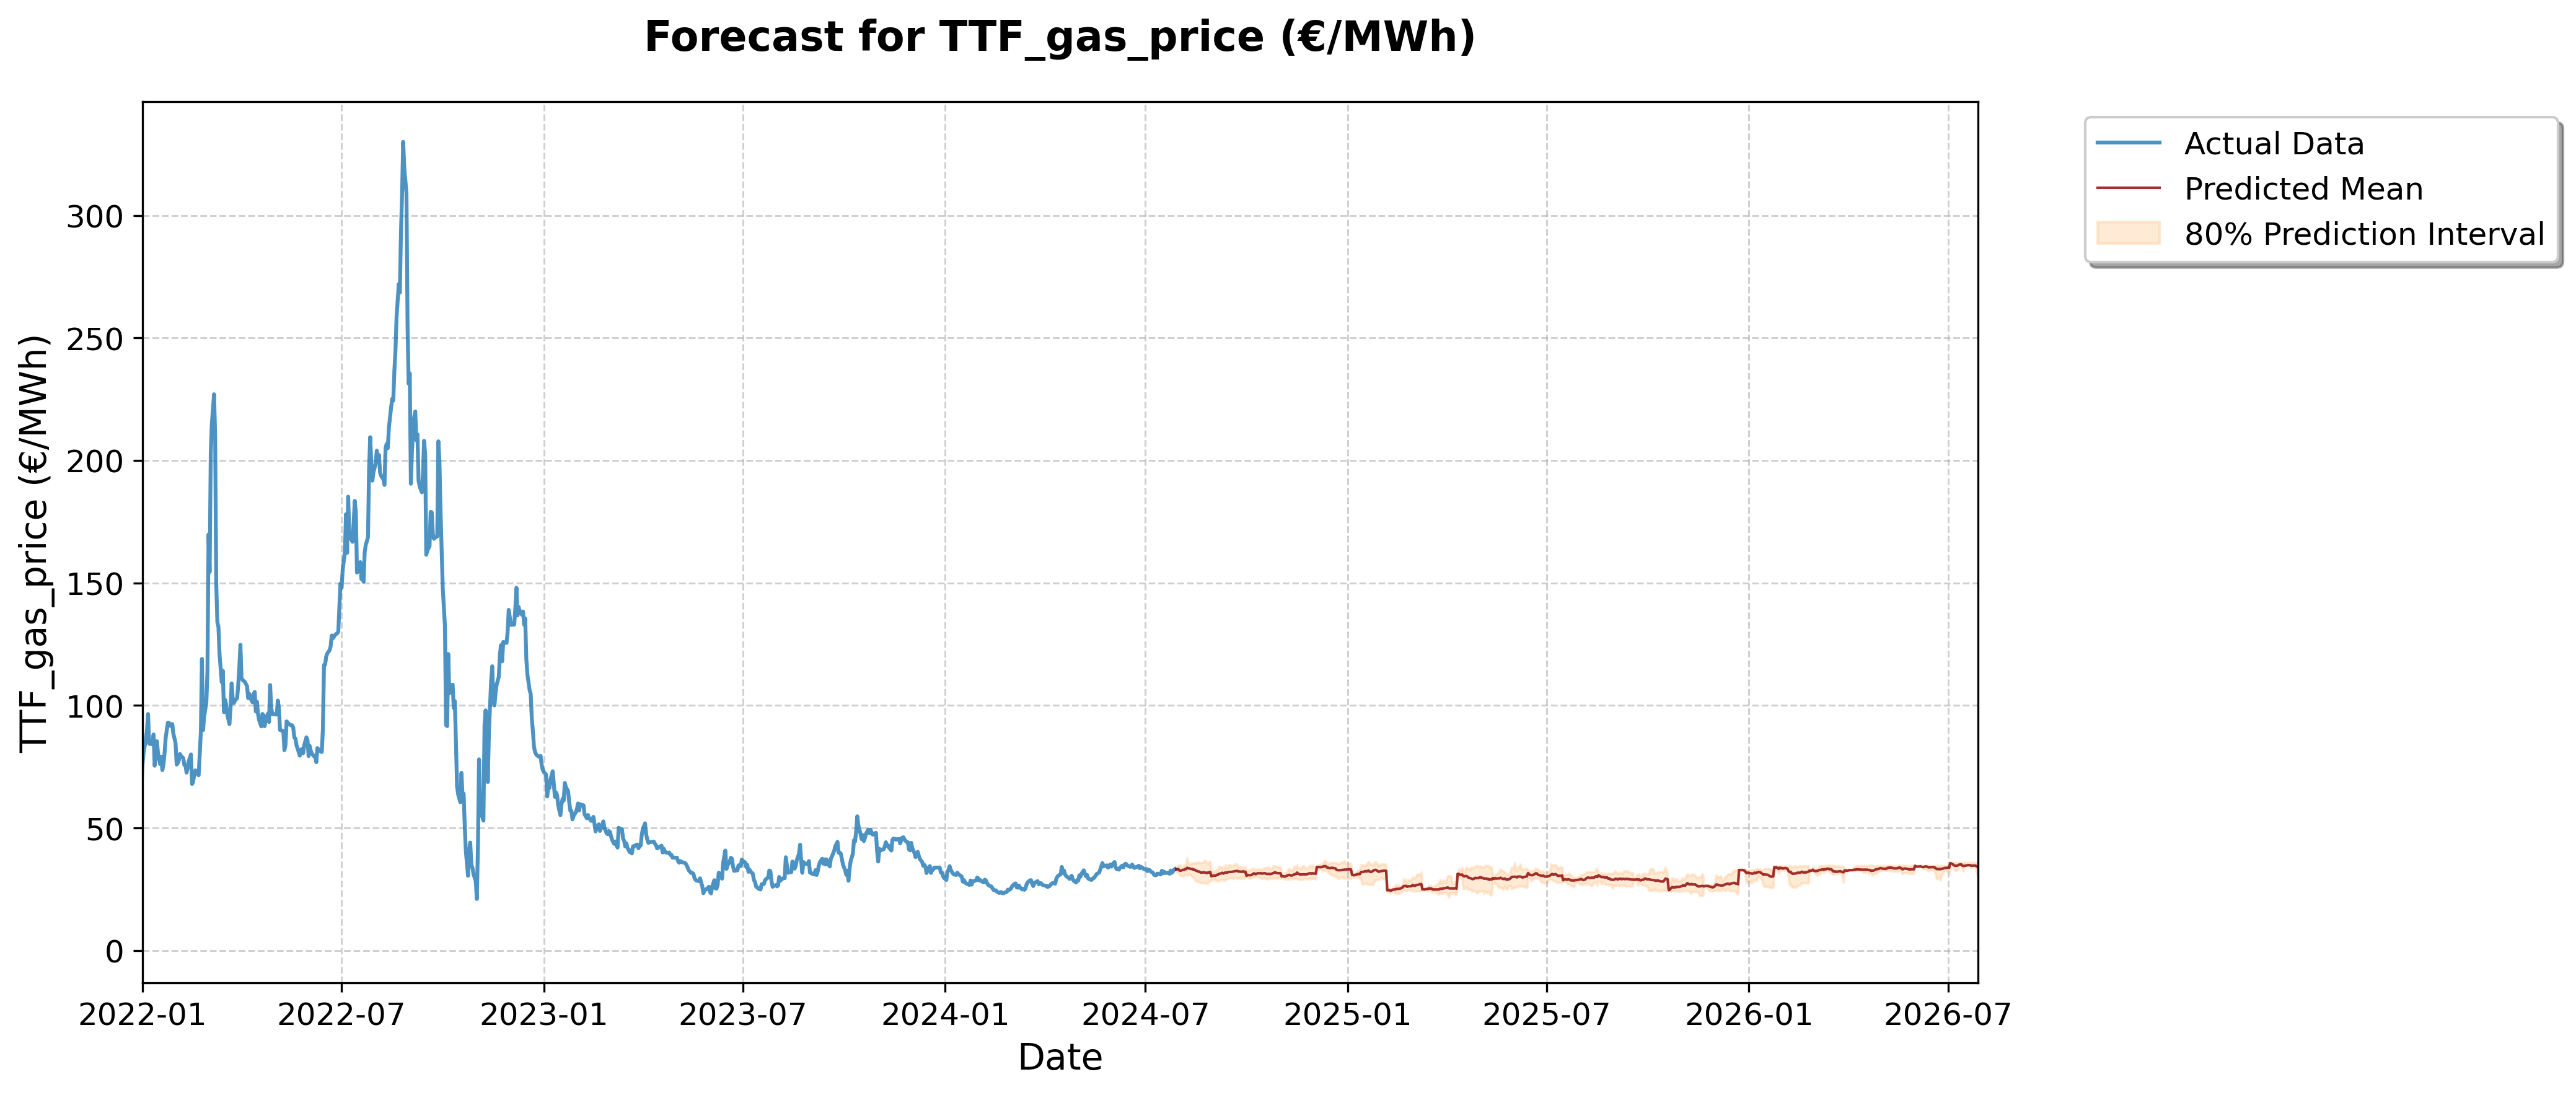 Forecast for TTF_gas_price (€/MWh)
Actual Data
Predicted Mean
80% Prediction Interval
TTF_gas_price (€/MWh)
300
250
200
150
100
50
0
2022-01 2022-07 2023-01 2023-07 2024-01 2024-07 2025-01 2025-07 2026-01 2026-07
Date